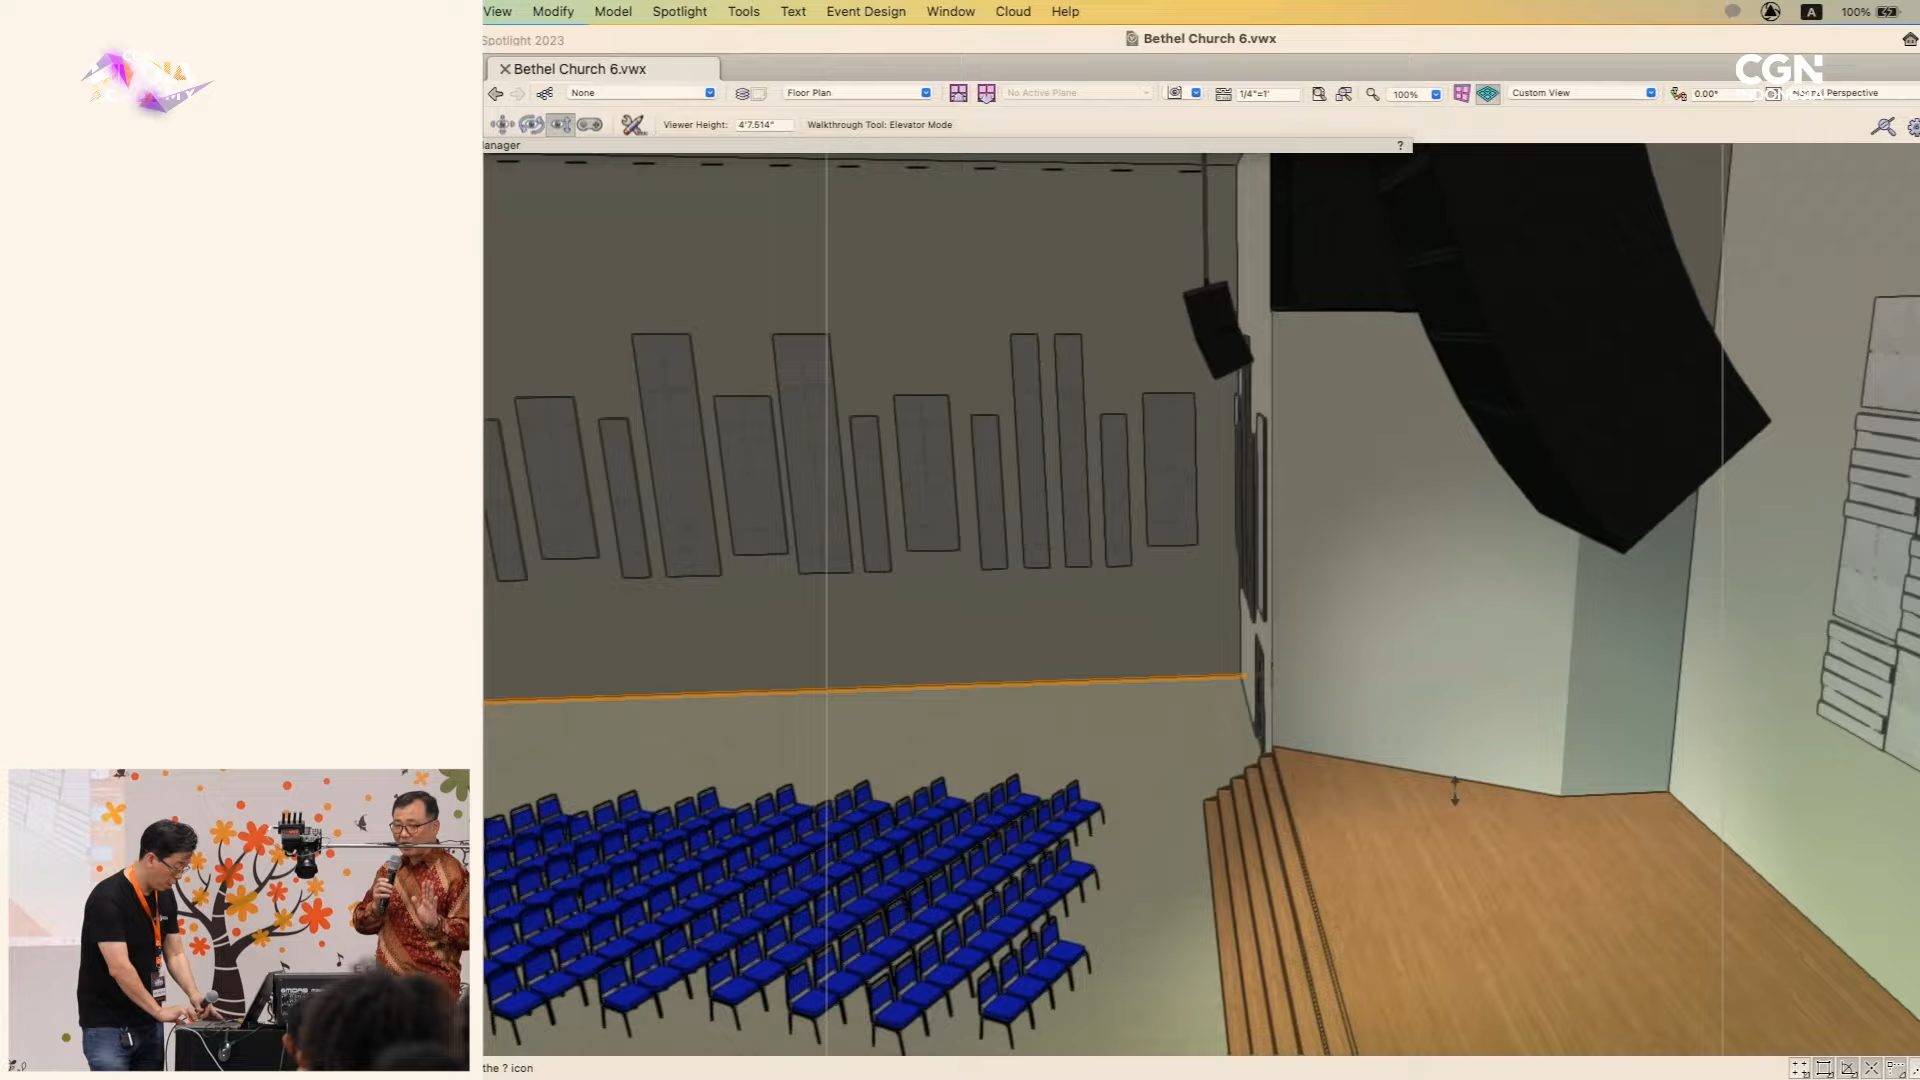 View Modify Model Spotlight Tools Text Event Design Window Cloud Help A 100%
Spotlight 2023
Bethel Church 6.vwx
Bethel Church 6.vwx
CGN
None Floor Plan No Active Plane 1/4"=1' 100% Custom View 0.00° Perspective
Viewer Height: 4'7.514" Walkthrough Tool: Elevator Mode
anager ?
MIDAS
the ? icon